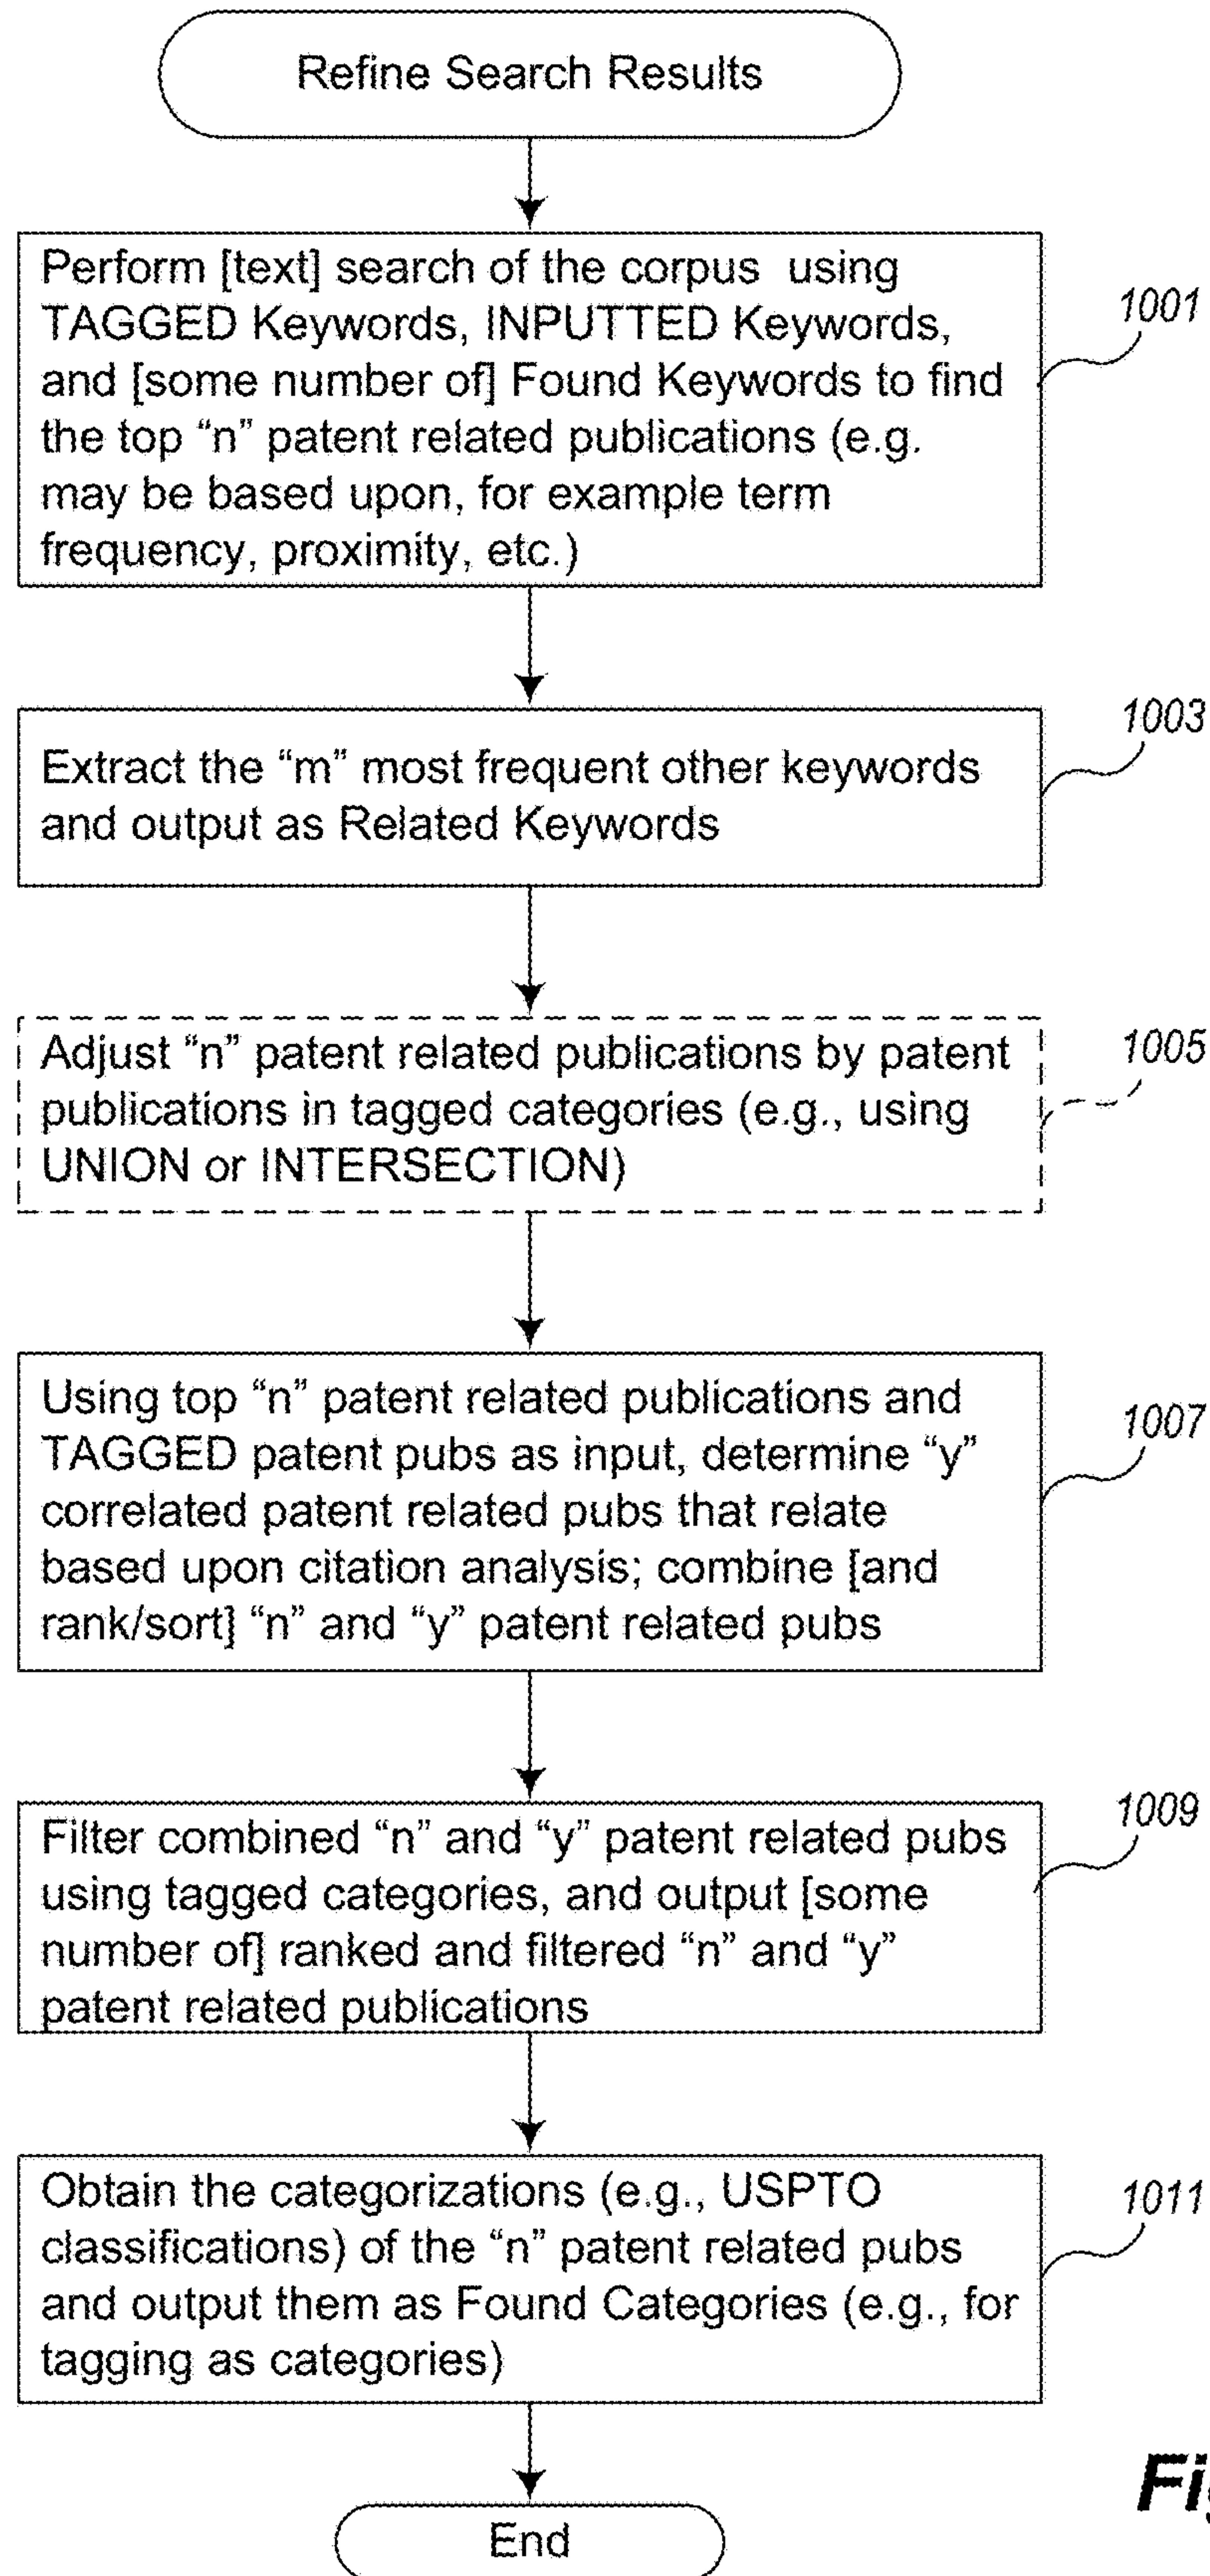 Refine Search Results
Perform [text] search of the corpus using
TAGGED Keywords, INPUTTED Keywords,
and [some number of] Found Keywords to find
the top “n” patent related publications (e.g.
may be based upon, for example term
frequency, proximity, etc.)
1001
Extract the “m” most frequent other keywords
and output as Related Keywords
1003
Adjust “n” patent related publications by patent
publications in tagged categories (e.g., using
UNION or INTERSECTION)
1005
Using top “n” patent related publications and
TAGGED patent pubs as input, determine “y”
correlated patent related pubs that relate
based upon citation analysis; combine [and
rank/sort] “n” and “y” patent related pubs
1007
Filter combined “n” and “y” patent related pubs
using tagged categories, and output [some
number of] ranked and filtered “n” and “y”
patent related publications
1009
Obtain the categorizations (e.g., USPTO
classifications) of the “n” patent related pubs
and output them as Found Categories (e.g., for
tagging as categories)
1011
End